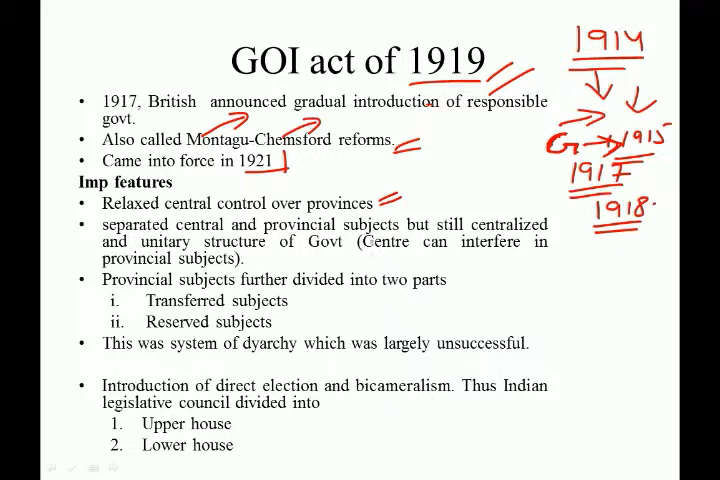 GOI act of 1919
1914
• 1917, British announced gradual introduction of responsible
govt.
• Also called Montagu-Chemsford reforms.
G → 1915
• Came into force in 1921
1917
Imp features
• Relaxed central control over provinces
1918
• separated central and provincial subjects but still centralized
and unitary structure of Govt (Centre can interfere in
provincial subjects).
• Provincial subjects further divided into two parts
i. Transferred subjects
ii. Reserved subjects
• This was system of dyarchy which was largely unsuccessful.
• Introduction of direct election and bicameralism. Thus Indian
legislative council divided into
1. Upper house
2. Lower house